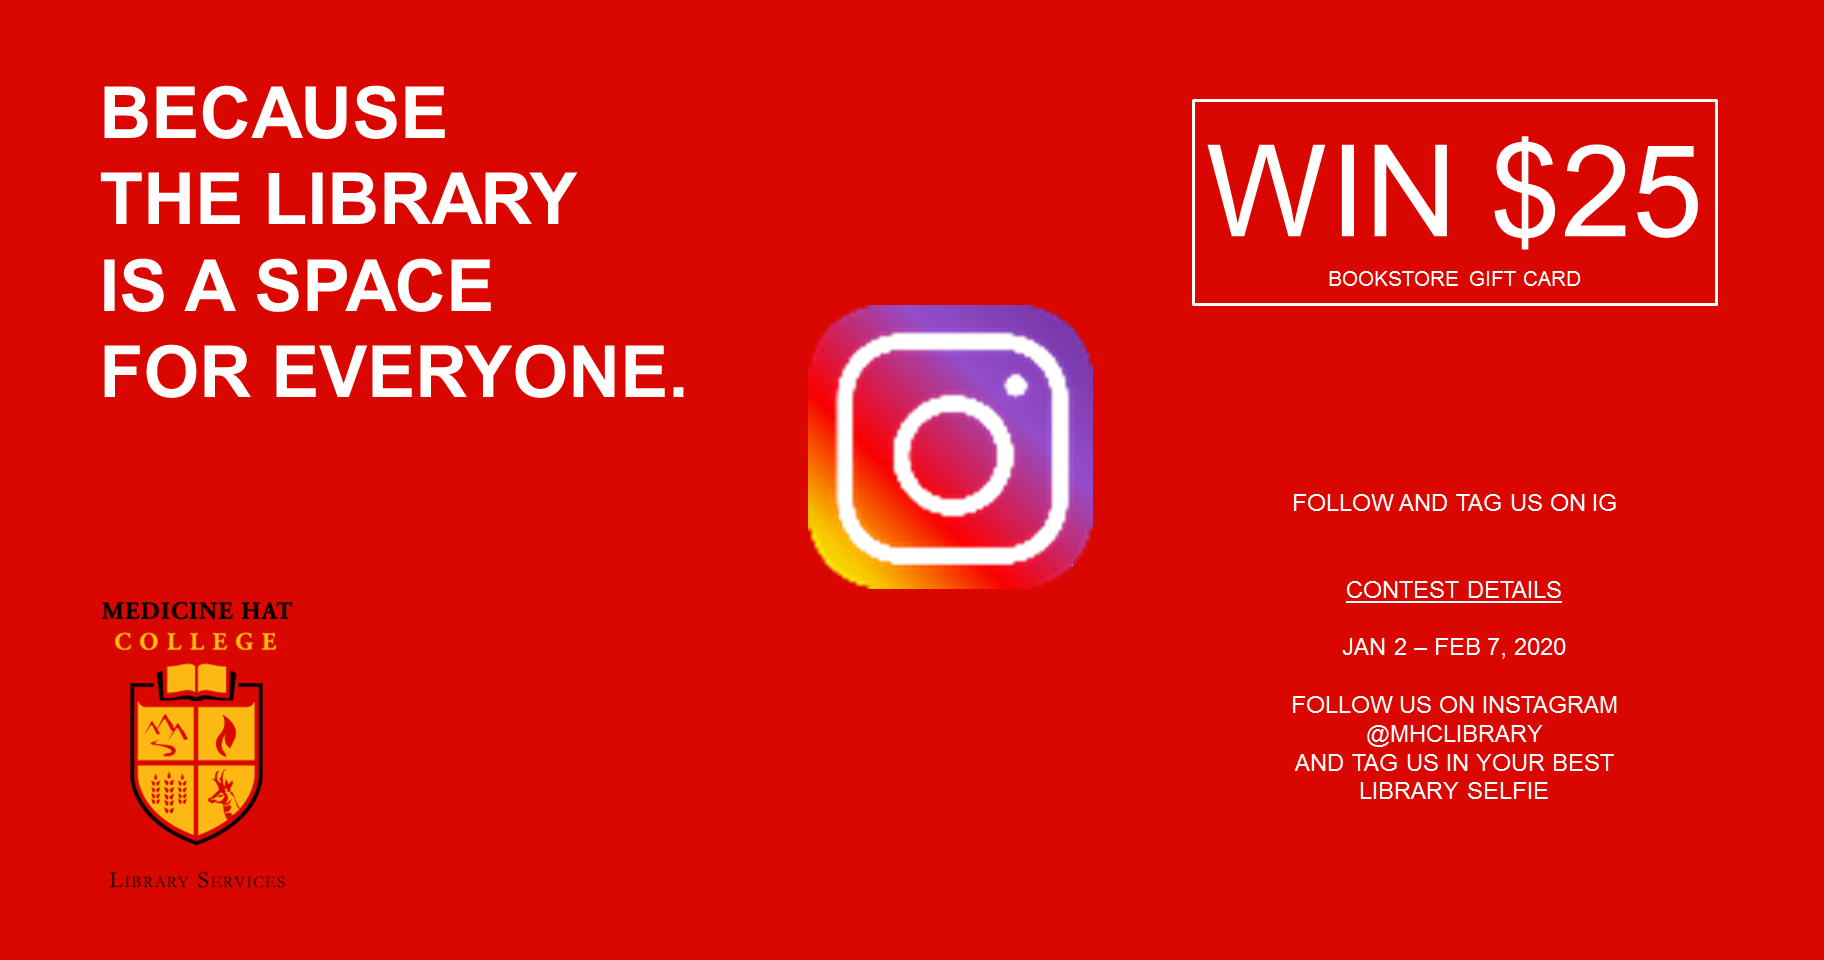 BECAUSE
THE LIBRARY
IS A SPACE
FOR EVERYONE.
MEDICINE HAT
COLLEGE
LIBRARY SERVICES
WIN $25
BOOKSTORE GIFT CARD
FOLLOW AND TAG US ON IG
CONTEST DETAILS
JAN 2 – FEB 7, 2020
FOLLOW US ON INSTAGRAM
@MHCLIBRARY
AND TAG US IN YOUR BEST
LIBRARY SELFIE